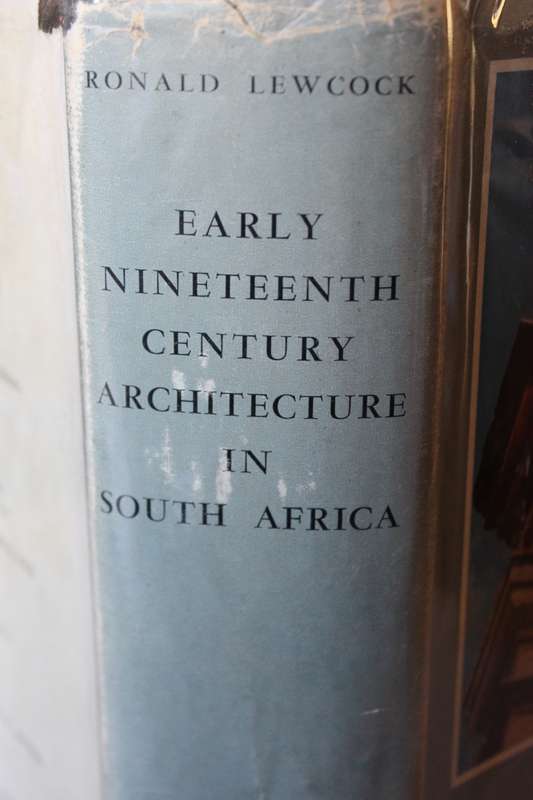 RONALD LEWCOCK
EARLY
NINETEENTH
CENTURY
ARCHITECTURE
IN
SOUTH AFRICA